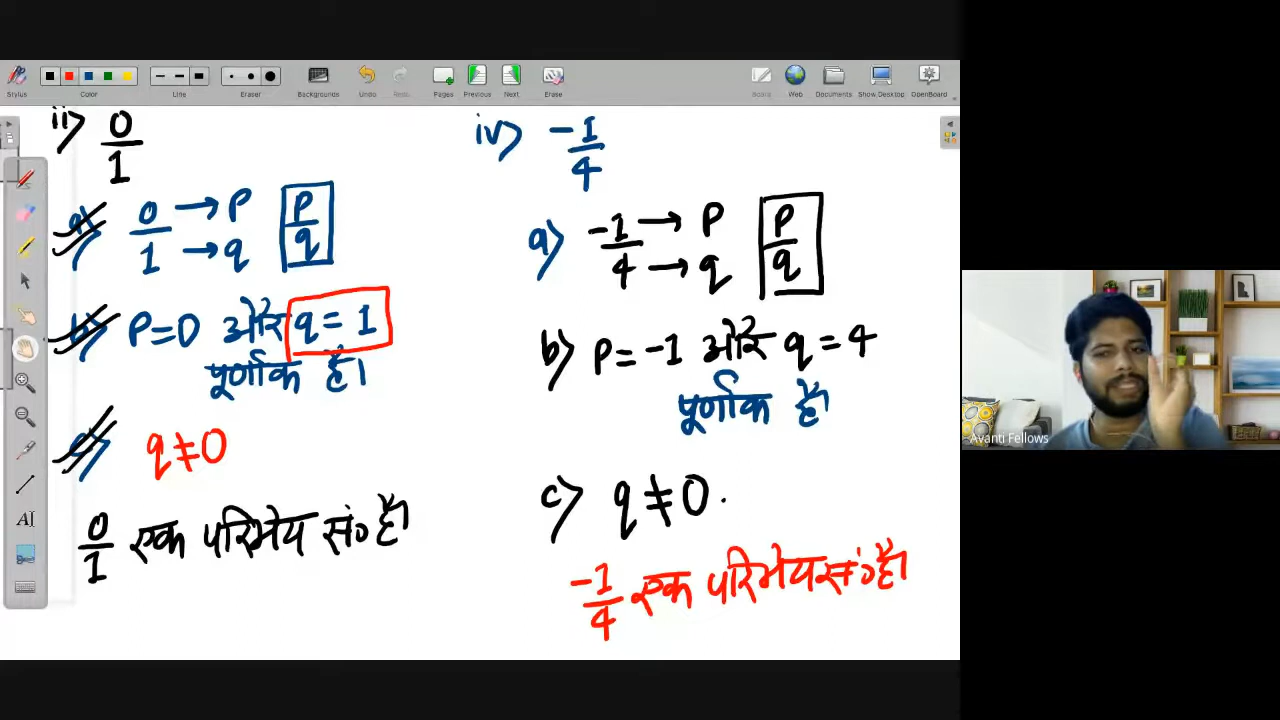 Stylus Color Line Eraser Backgrounds Undo Redo Pages Previous Next Erase Board Web Documents Show Desktop OpenBoard
ii) 0/1
a) 0/1 → p → q p/q
b) P=0 और q = 1
पूर्णांक है।
c) q≠0
0/1 एक परिमेय सं० है।
iv) -1/4
a) -1/4 → p → q p/q
b) P = -1 और q = 4
पूर्णांक है
c) q ≠ 0.
-1/4 एक परिमेय सं० है।
Avanti Fellows